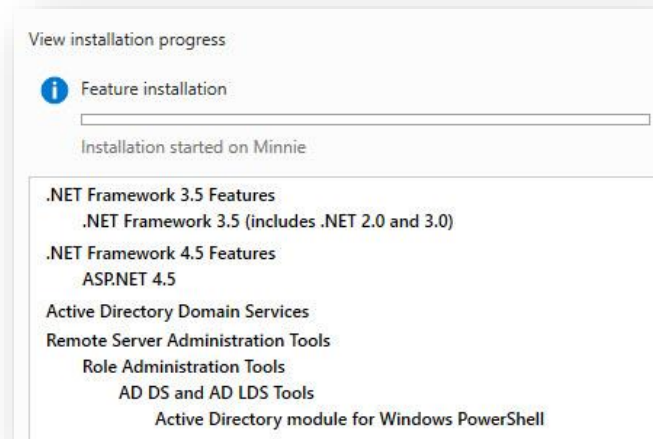 View installation progress
Feature installation
Installation started on Minnie
.NET Framework 3.5 Features
.NET Framework 3.5 (includes .NET 2.0 and 3.0)
.NET Framework 4.5 Features
ASP.NET 4.5
Active Directory Domain Services
Remote Server Administration Tools
Role Administration Tools
AD DS and AD LDS Tools
Active Directory module for Windows PowerShell